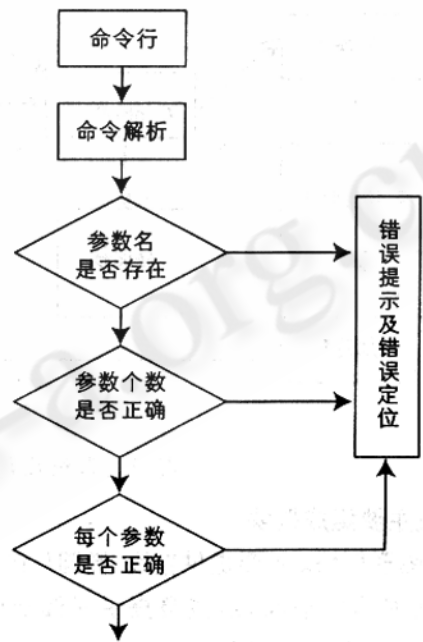 命令行
命令解析
参数名
是否存在
错误提示及错误定位
参数个数
是否正确
每个参数
是否正确